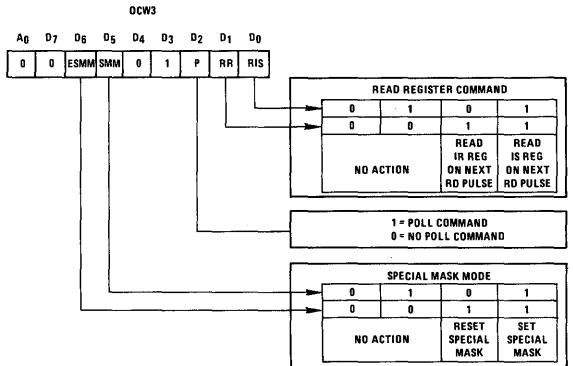 OCW3
A0 D7 D6 D5 D4 D3 D2 D1 D0
0 0 ESMM SMM 0 1 P RR RIS
READ REGISTER COMMAND
0 1 0 1
0 0 1 1
NO ACTION
READ
IR REG
ON NEXT
RD PULSE
READ
IS REG
ON NEXT
RD PULSE
1 = POLL COMMAND
0 = NO POLL COMMAND
SPECIAL MASK MODE
0 1 0 1
0 0 1 1
NO ACTION
RESET
SPECIAL
MASK
SET
SPECIAL
MASK